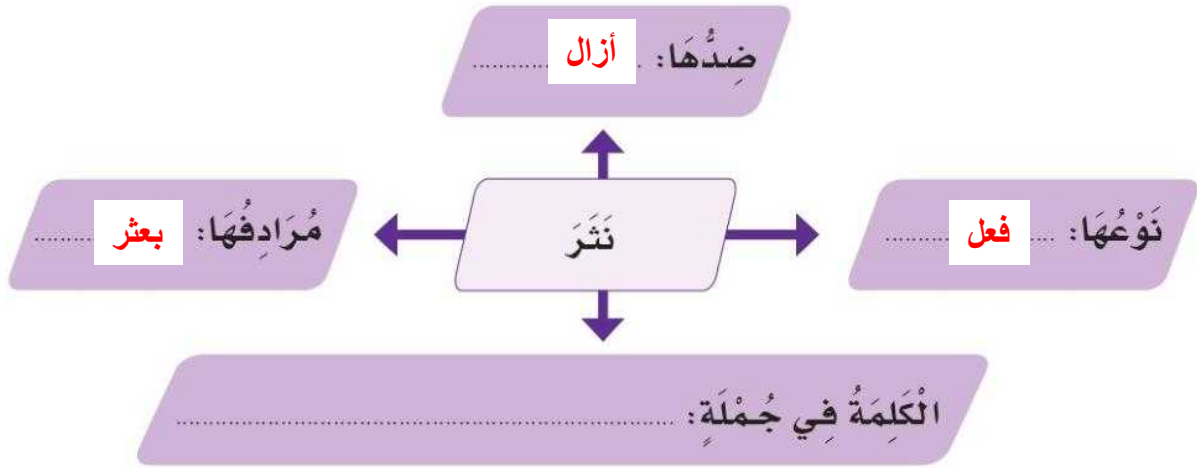 ضِدُّهَا: أزال ..........
نَوْعُهَا: فعل ..........
نَثَرَ
مُرَادِفُهَا: بعثر ..........
الْكَلِمَةُ فِي جُمْلَةٍ: ..........